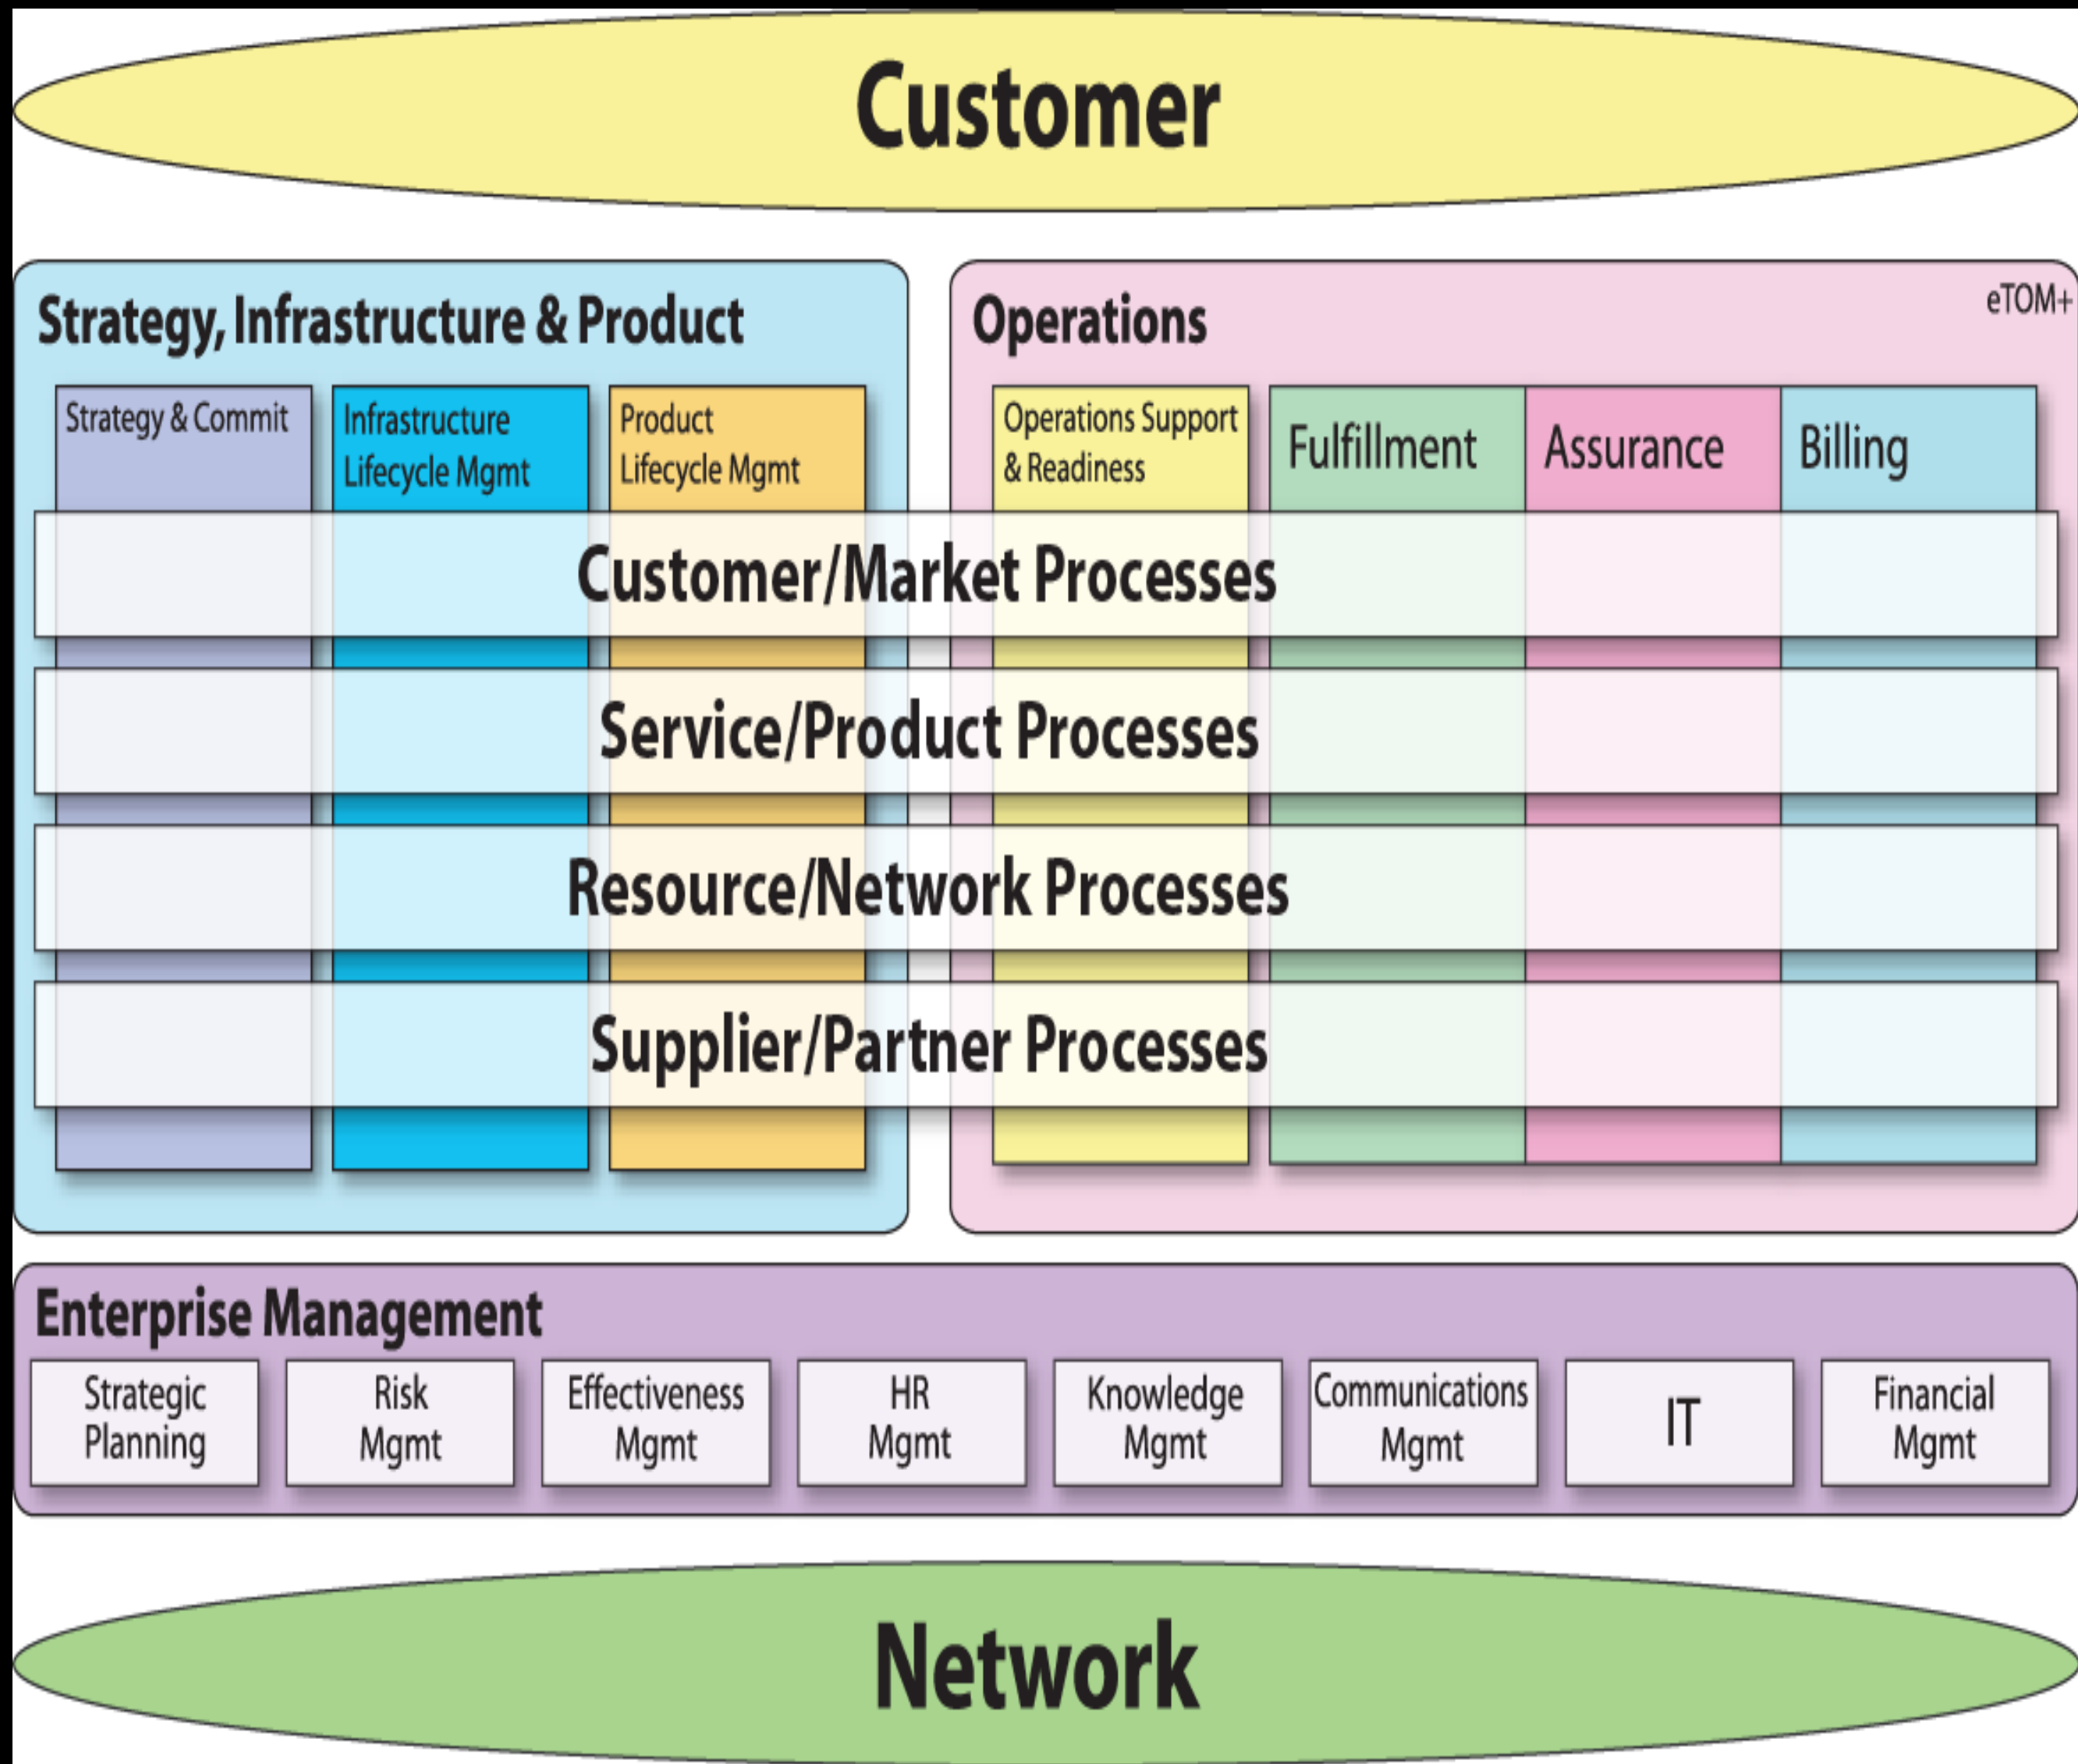 Customer
Strategy, Infrastructure & Product
Strategy & Commit
Infrastructure
Lifecycle Mgmt
Product
Lifecycle Mgmt
Operations
eTOM+
Operations Support
& Readiness
Fulfillment
Assurance
Billing
Customer/Market Processes
Service/Product Processes
Resource/Network Processes
Supplier/Partner Processes
Enterprise Management
Strategic
Planning
Risk
Mgmt
Effectiveness
Mgmt
HR
Mgmt
Knowledge
Mgmt
Communications
Mgmt
IT
Financial
Mgmt
Network